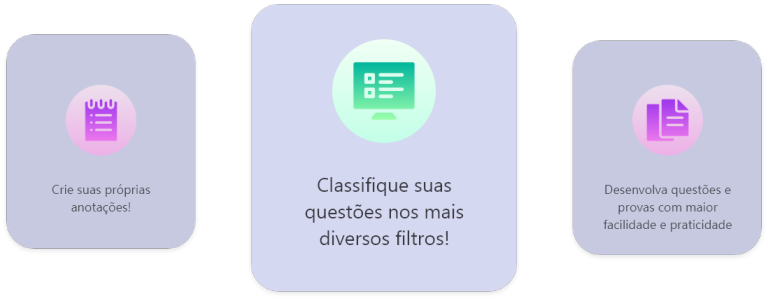 Crie suas próprias
anotações!
Classifique suas
questões nos mais
diversos filtros!
Desenvolva questões e
provas com maior
facilidade e praticidade